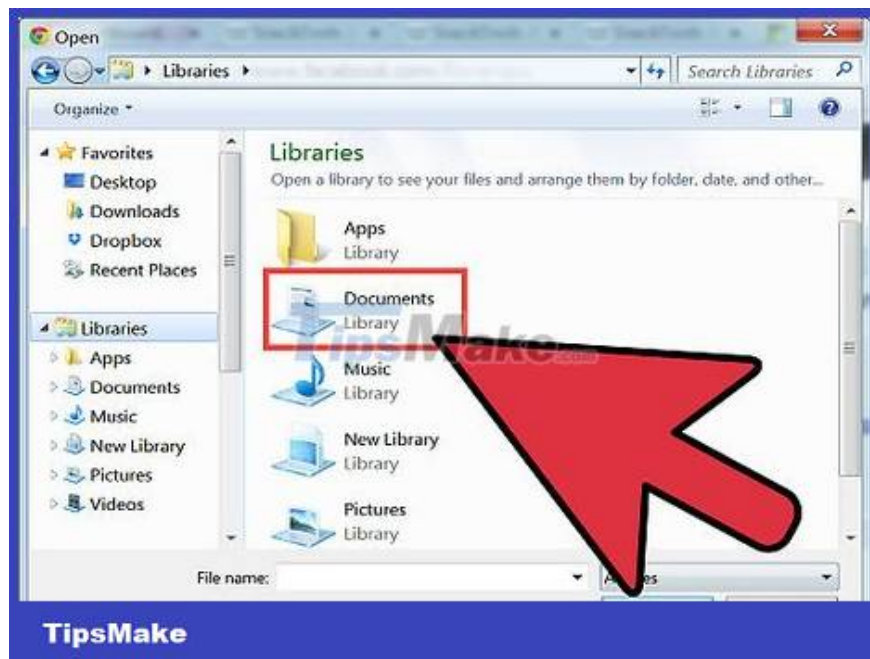 Open
Libraries
Search Libraries
Organize
Favorites
Desktop
Downloads
Dropbox
Recent Places
Libraries
Apps
Documents
Music
New Library
Pictures
Videos
Libraries
Open a library to see your files and arrange them by folder, date, and other...
Apps
Library
Documents
Library
TipsMake.com
Music
Library
New Library
Library
Pictures
Library
File name:
TipsMake